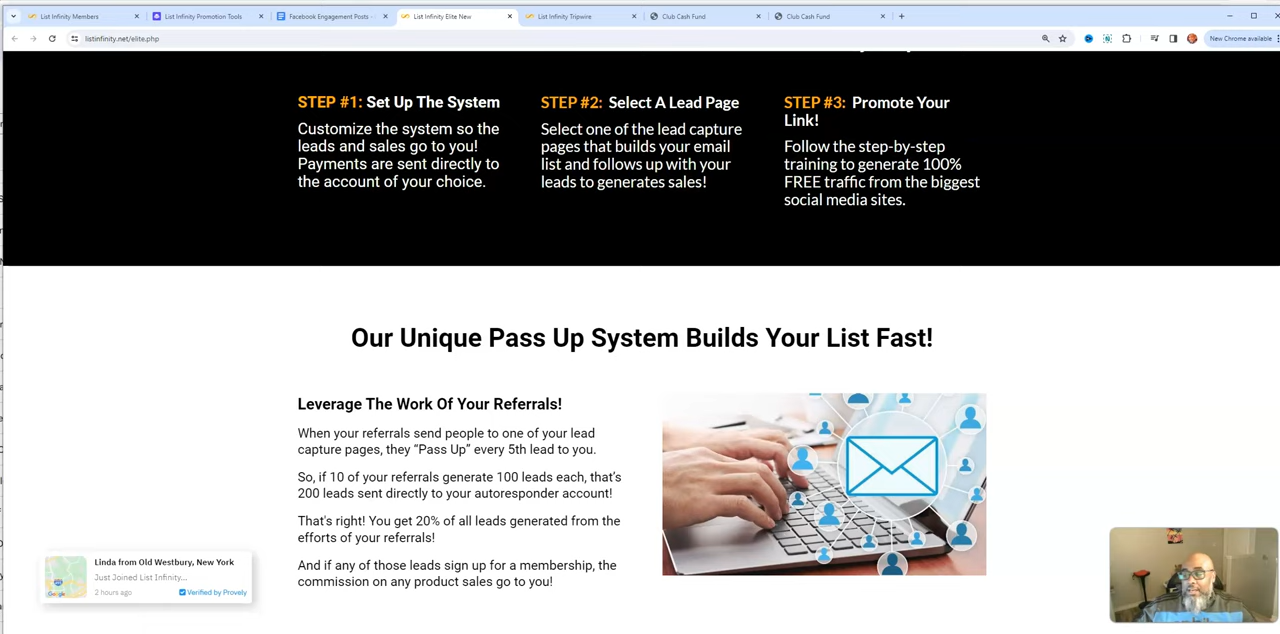 List Infinity Members
List Infinity Promotion Tools
Facebook Engagement Posts -
List Infinity Elite New
List Infinity Tripwire
Club Cash Fund
Club Cash Fund
listinfinity.net/elite.php
New Chrome available
STEP #1: Set Up The System
Customize the system so the
leads and sales go to you!
Payments are sent directly to
the account of your choice.
STEP #2: Select A Lead Page
Select one of the lead capture
pages that builds your email
list and follows up with your
leads to generates sales!
STEP #3: Promote Your
Link!
Follow the step-by-step
training to generate 100%
FREE traffic from the biggest
social media sites.
Our Unique Pass Up System Builds Your List Fast!
Leverage The Work Of Your Referrals!
When your referrals send people to one of your lead
capture pages, they “Pass Up” every 5th lead to you.
So, if 10 of your referrals generate 100 leads each, that’s
200 leads sent directly to your autoresponder account!
That's right! You get 20% of all leads generated from the
efforts of your referrals!
And if any of those leads sign up for a membership, the
commission on any product sales go to you!
Linda from Old Westbury, New York
Just Joined List Infinity...
2 hours ago
Verified by Provely
Google